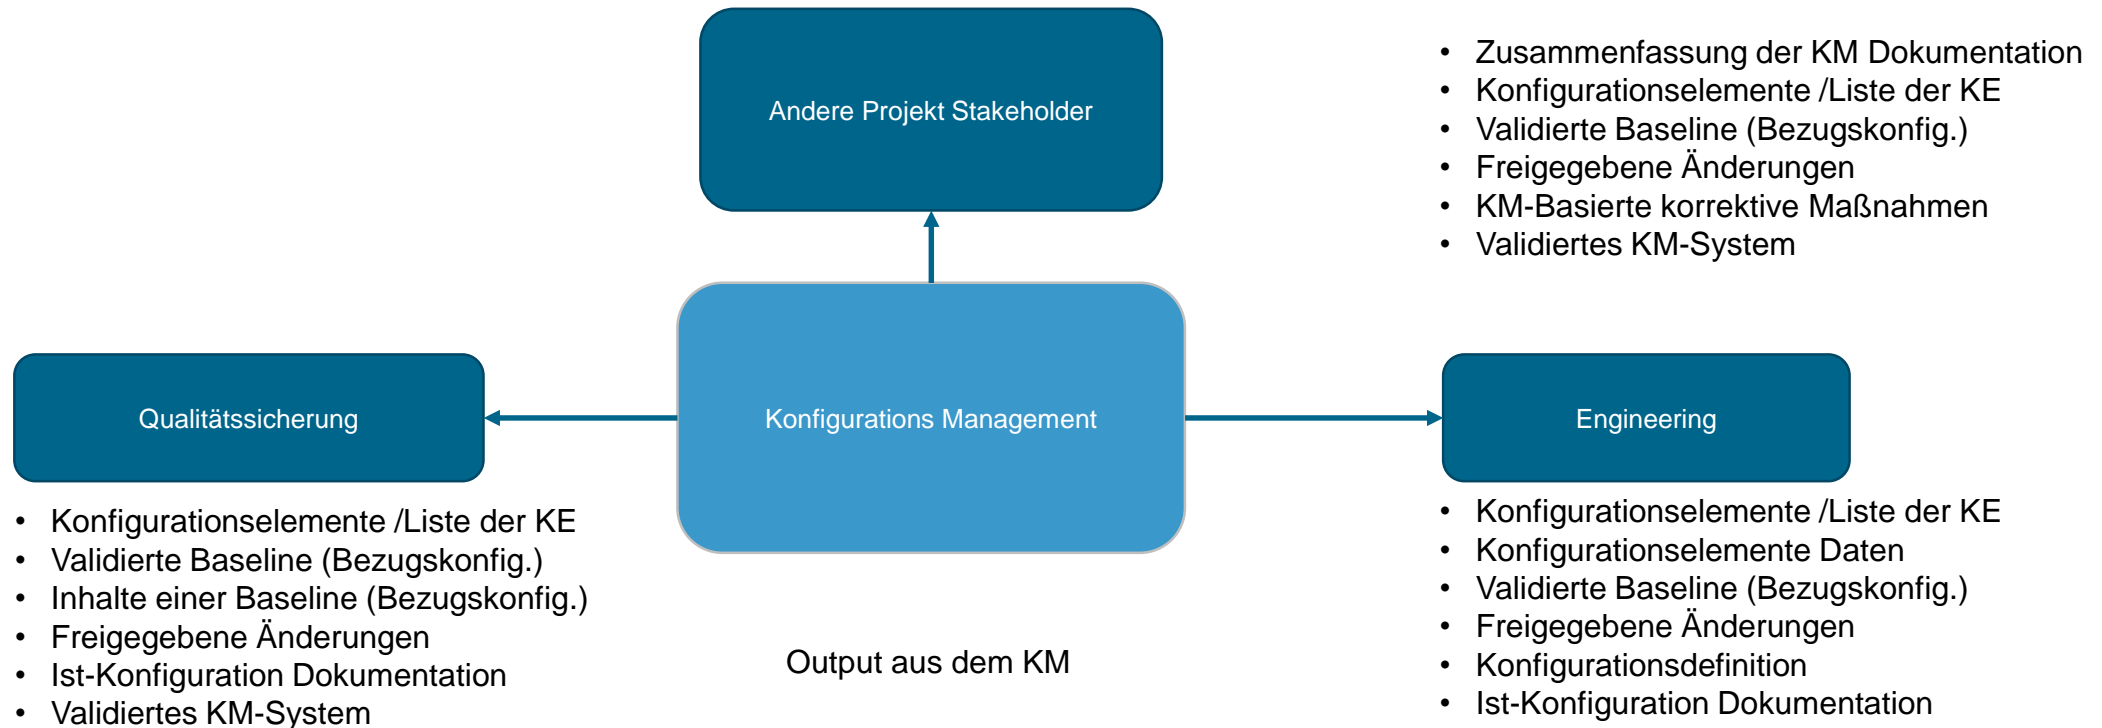 Andere Projekt Stakeholder
• Zusammenfassung der KM Dokumentation
• Konfigurationselemente /Liste der KE
• Validierte Baseline (Bezugskonfig.)
• Freigegebene Änderungen
• KM-Basierte korrektive Maßnahmen
• Validiertes KM-System
Qualitätssicherung
Konfigurations Management
Engineering
• Konfigurationselemente /Liste der KE
• Validierte Baseline (Bezugskonfig.)
• Inhalte einer Baseline (Bezugskonfig.)
• Freigegebene Änderungen
• Ist-Konfiguration Dokumentation
• Validiertes KM-System
Output aus dem KM
• Konfigurationselemente /Liste der KE
• Konfigurationselemente Daten
• Validierte Baseline (Bezugskonfig.)
• Freigegebene Änderungen
• Konfigurationsdefinition
• Ist-Konfiguration Dokumentation